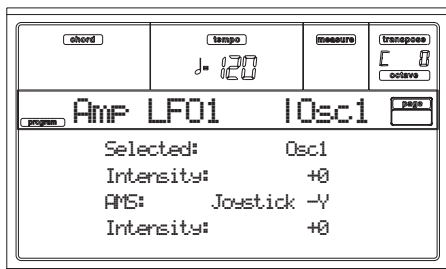 chord tempo measure transpose
♩= 120 C 0
octave
program Amp LFO1 |Osc1 page
Selected: Osc1
Intensity: +0
AMS: Joystick -Y
Intensity: +0